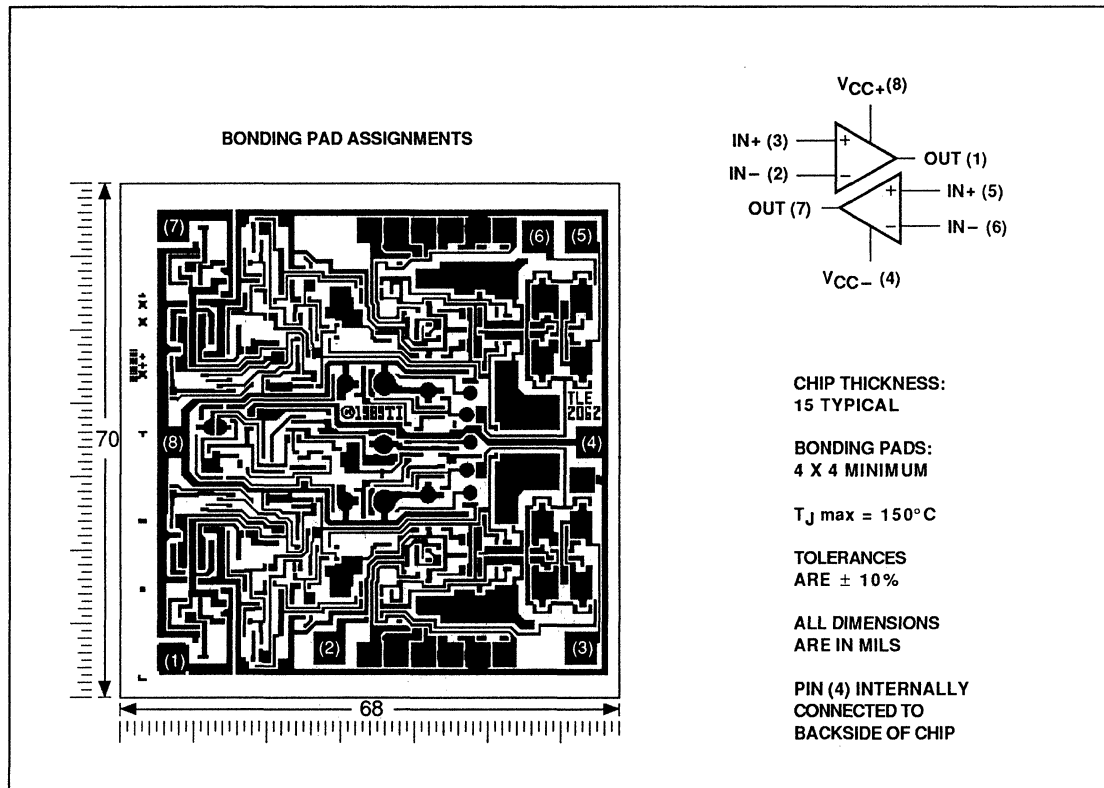 BONDING PAD ASSIGNMENTS
(7)
(6)
(5)
(8)
(4)
(1)
(2)
(3)
©1989TI
TLE
2062
70
68
VCC+ (8)
IN+ (3)
+
IN− (2)
−
OUT (1)
OUT (7)
+
IN+ (5)
−
IN− (6)
VCC− (4)
CHIP THICKNESS:
15 TYPICAL
BONDING PADS:
4 X 4 MINIMUM
TJ max = 150°C
TOLERANCES
ARE ± 10%
ALL DIMENSIONS
ARE IN MILS
PIN (4) INTERNALLY
CONNECTED TO
BACKSIDE OF CHIP